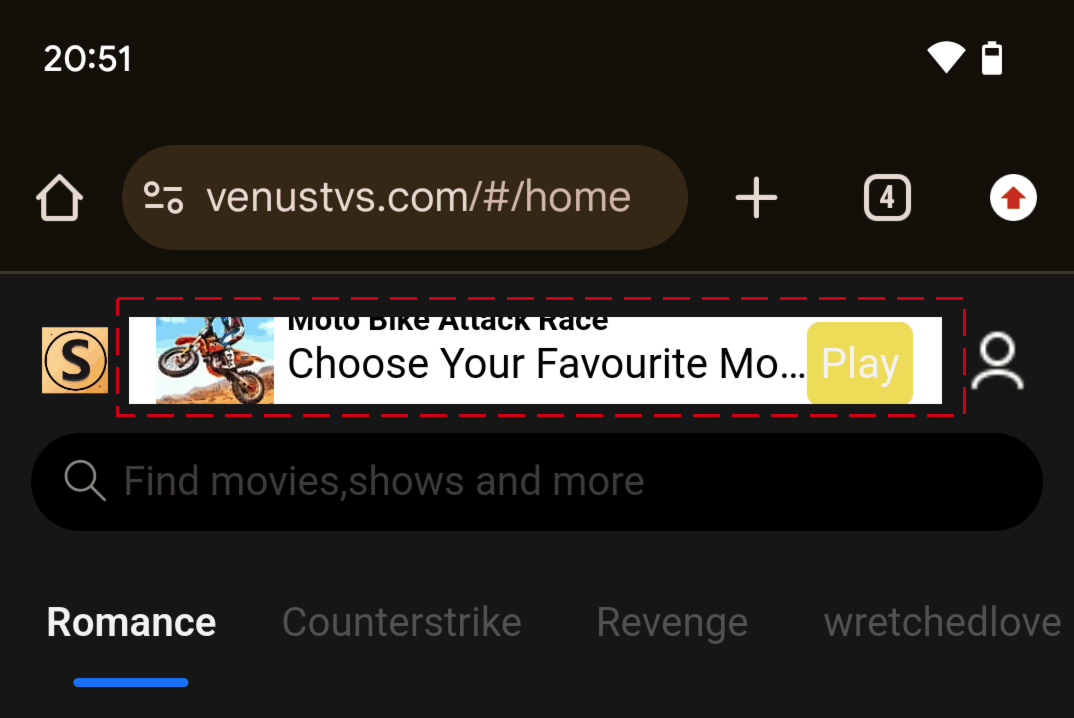 20:51
venustvs.com/#/home
4
S
Moto Bike Attack Race
Choose Your Favourite Mo...
Play
Find movies,shows and more
Romance Counterstrike Revenge wretchedlove